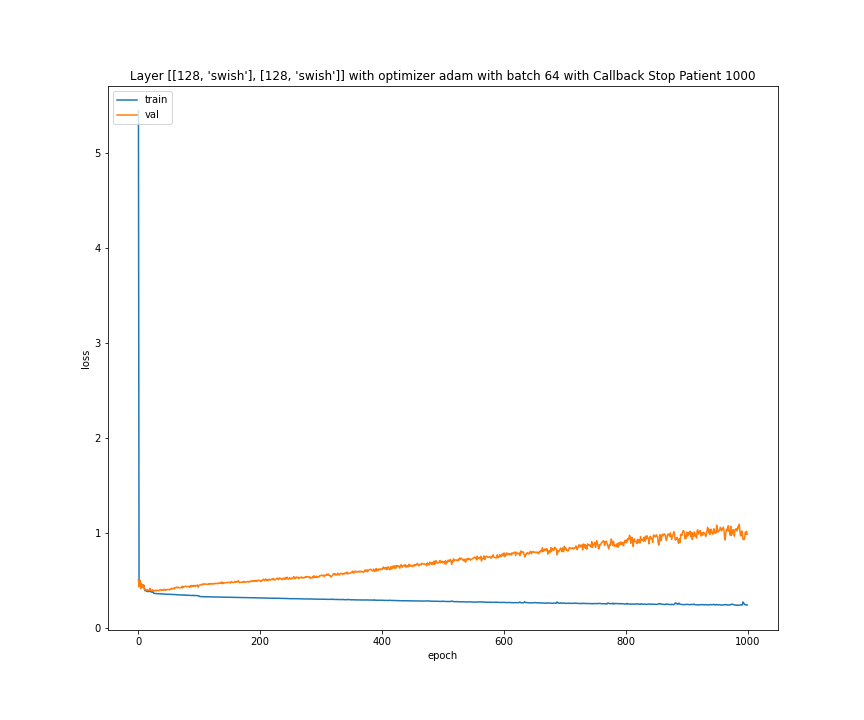 Layer [[128, 'swish'], [128, 'swish']] with optimizer adam with batch 64 with Callback Stop Patient 1000
train
val
5
4
3
2
1
0
loss
0
200
400
600
800
1000
epoch